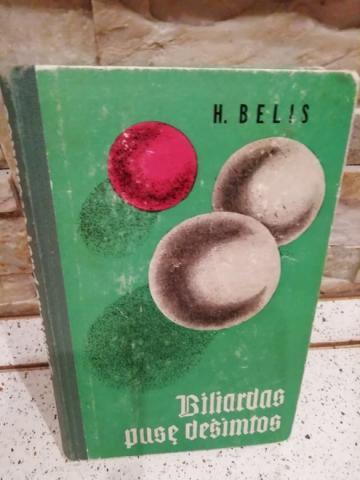 H. BELIS
Biliardas
pusę dešimtos